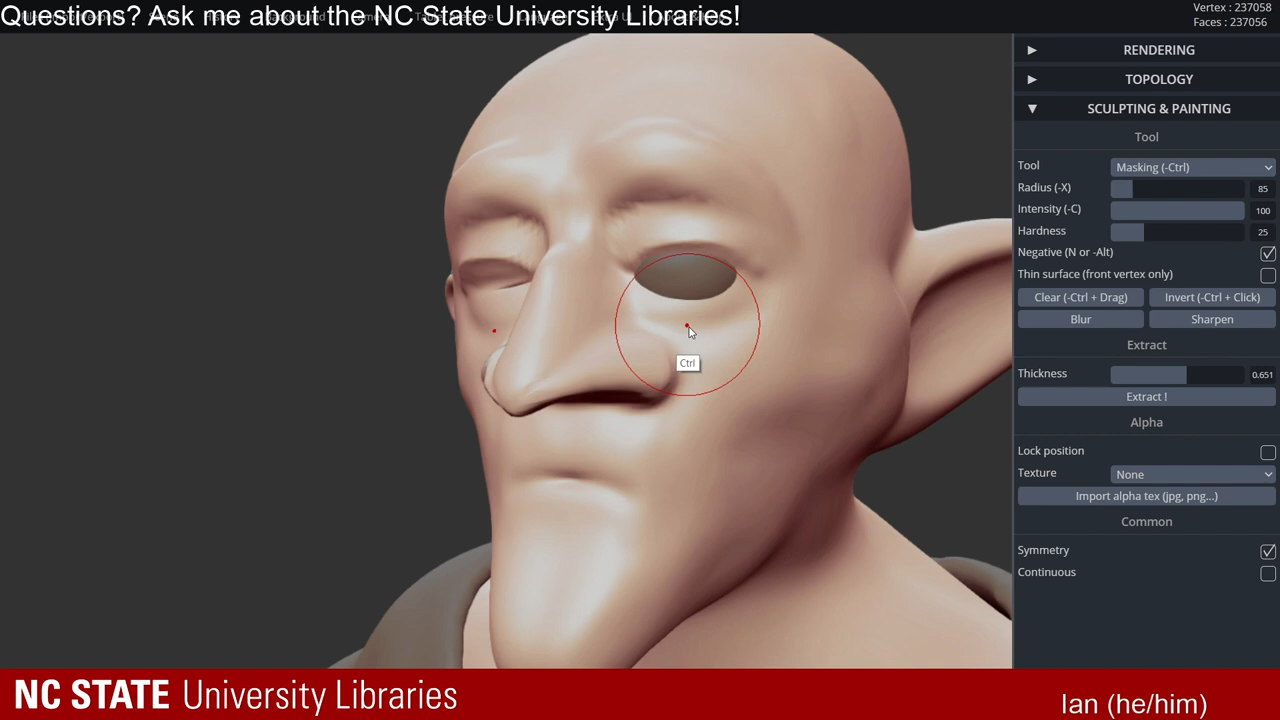 Questions? Ask me about the NC State University Libraries!
Vertex : 237058
Faces : 237056
RENDERING
TOPOLOGY
SCULPTING & PAINTING
Tool
Tool Masking (-Ctrl)
Radius (-X) 85
Intensity (-C) 100
Hardness 25
Negative (N or -Alt)
Thin surface (front vertex only)
Clear (-Ctrl + Drag) Invert (-Ctrl + Click)
Blur Sharpen
Extract
Thickness 0.651
Extract !
Alpha
Lock position
Texture None
Import alpha tex (jpg, png...)
Common
Symmetry
Continuous
Ctrl
NC STATE University Libraries
Ian (he/him)